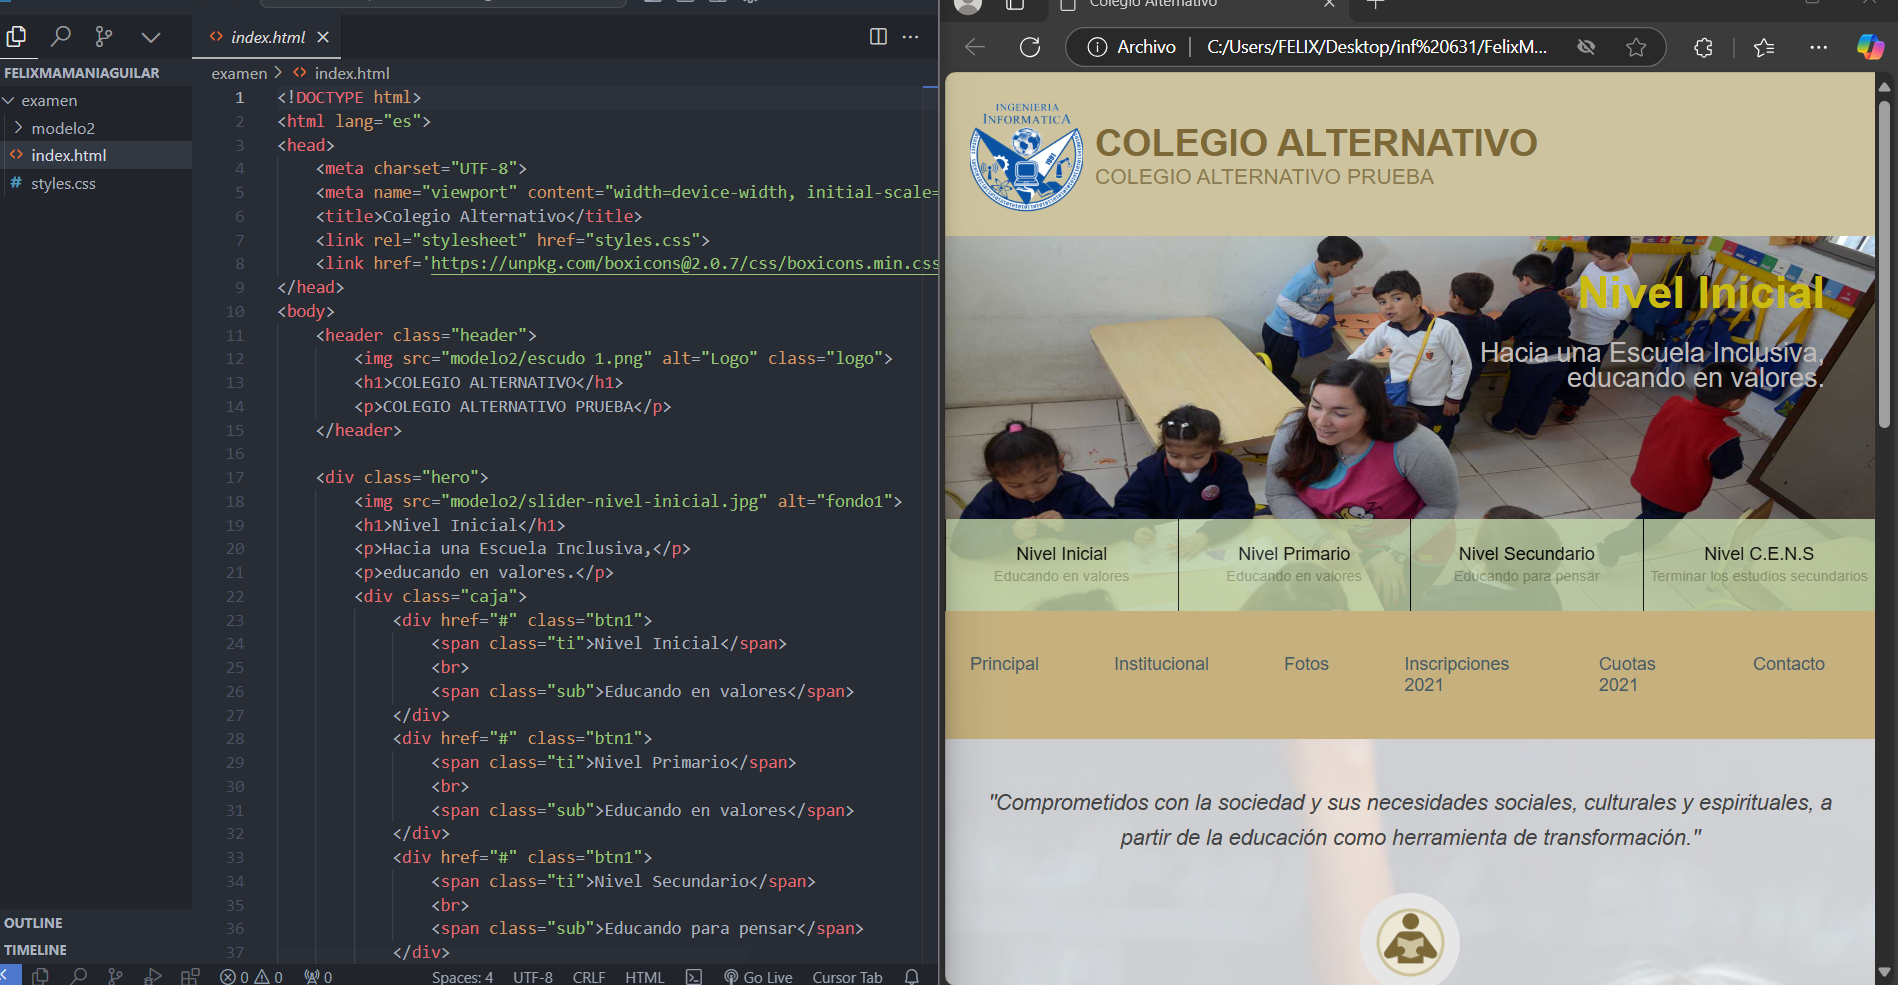 index.html
FELIXMAMANIAGUILAR
examen
modelo2
index.html
# styles.css
OUTLINE
TIMELINE
examen > index.html
1 <!DOCTYPE html>
2 <html lang="es">
3 <head>
4 <meta charset="UTF-8">
5 <meta name="viewport" content="width=device-width, initial-scale=
6 <title>Colegio Alternativo</title>
7 <link rel="stylesheet" href="styles.css">
8 <link href='https://unpkg.com/boxicons@2.0.7/css/boxicons.min.css
9 </head>
10 <body>
11 <header class="header">
12 <img src="modelo2/escudo 1.png" alt="Logo" class="logo">
13 <h1>COLEGIO ALTERNATIVO</h1>
14 <p>COLEGIO ALTERNATIVO PRUEBA</p>
15 </header>
16
17 <div class="hero">
18 <img src="modelo2/slider-nivel-inicial.jpg" alt="fondo1">
19 <h1>Nivel Inicial</h1>
20 <p>Hacia una Escuela Inclusiva,</p>
21 <p>educando en valores.</p>
22 <div class="caja">
23 <div href="#" class="btn1">
24 <span class="ti">Nivel Inicial</span>
25 <br>
26 <span class="sub">Educando en valores</span>
27 </div>
28 <div href="#" class="btn1">
29 <span class="ti">Nivel Primario</span>
30 <br>
31 <span class="sub">Educando en valores</span>
32 </div>
33 <div href="#" class="btn1">
34 <span class="ti">Nivel Secundario</span>
35 <br>
36 <span class="sub">Educando para pensar</span>
37 </div>
0 0 0 Spaces: 4 UTF-8 CRLF HTML Go Live Cursor Tab
Colegio Alternativo
Archivo C:/Users/FELIX/Desktop/inf%20631/FelixM...
INGENIERIA
INFORMATICA
1991
COLEGIO ALTERNATIVO
COLEGIO ALTERNATIVO PRUEBA
Nivel Inicial
Hacia una Escuela Inclusiva,
educando en valores.
Nivel Inicial
Educando en valores
Nivel Primario
Educando en valores
Nivel Secundario
Educando para pensar
Nivel C.E.N.S
Terminar los estudios secundarios
Principal
Institucional
Fotos
Inscripciones
2021
Cuotas
2021
Contacto
"Comprometidos con la sociedad y sus necesidades sociales, culturales y espirituales, a
partir de la educación como herramienta de transformación."